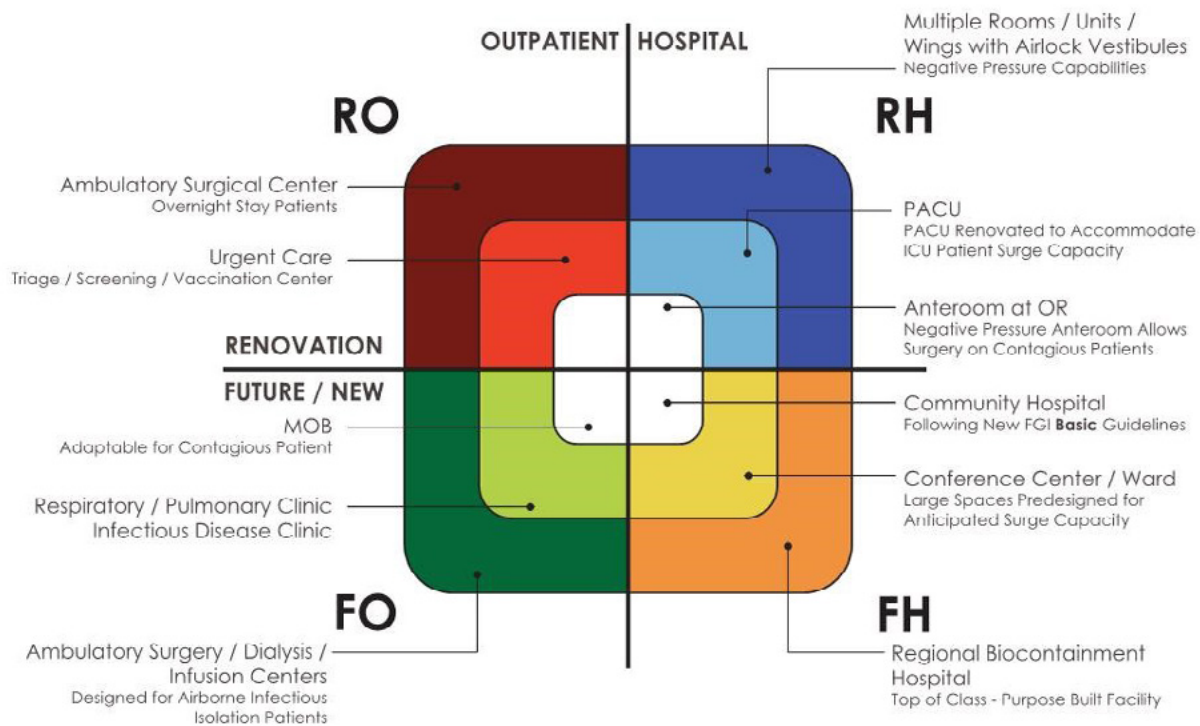 OUTPATIENT
HOSPITAL
RO
Ambulatory Surgical Center
Overnight Stay Patients
Urgent Care
Triage / Screening / Vaccination Center
RENOVATION
FUTURE / NEW
MOB
Adaptable for Contagious Patient
Respiratory / Pulmonary Clinic
Infectious Disease Clinic
FO
Ambulatory Surgery / Dialysis /
Infusion Centers
Designed for Airborne Infectious
Isolation Patients
Multiple Rooms / Units /
Wings with Airlock Vestibules
Negative Pressure Capabilities
RH
PACU
PACU Renovated to Accommodate
ICU Patient Surge Capacity
Anteroom at OR
Negative Pressure Anteroom Allows
Surgery on Contagious Patients
Community Hospital
Following New FGI Basic Guidelines
Conference Center / Ward
Large Spaces Predesigned for
Anticipated Surge Capacity
FH
Regional Biocontainment
Hospital
Top of Class - Purpose Built Facility